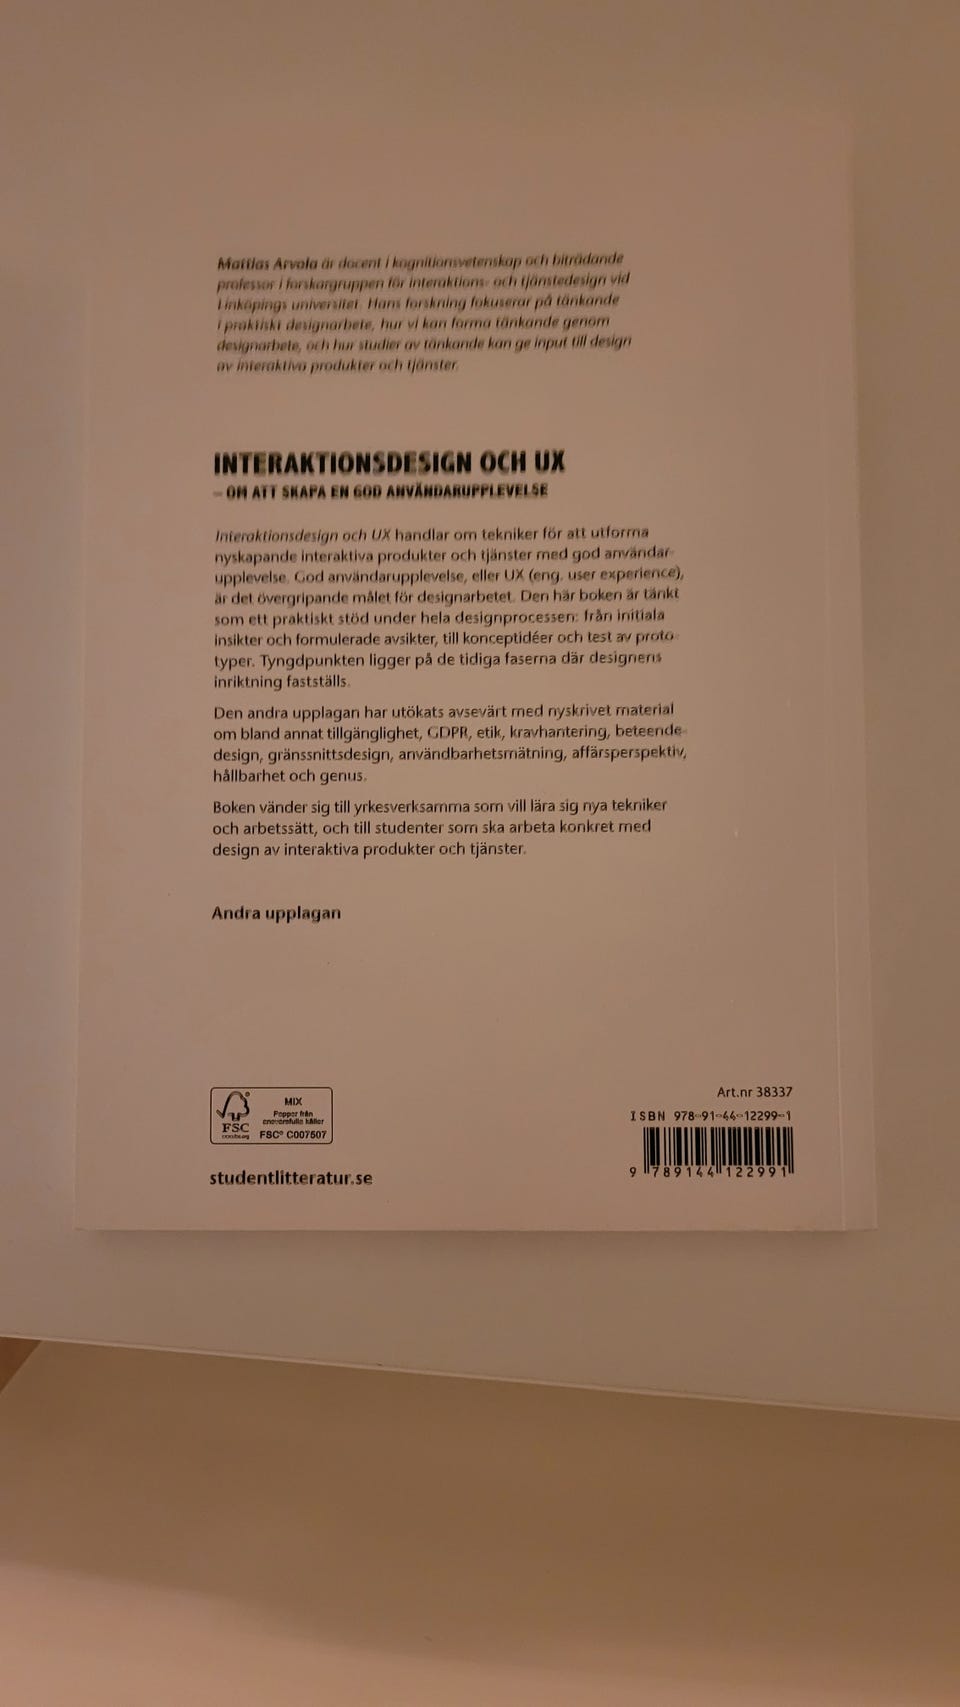 Mattias Arvola är docent i kognitionsvetenskap och biträdande
professor i forskargruppen för interaktions- och tjänstedesign vid
Linköpings universitet. Hans forskning fokuserar på tänkande
i praktiskt designarbete, hur vi kan forma tänkande genom
designarbete, och hur studier av tänkande kan ge input till design
av interaktiva produkter och tjänster.
INTERAKTIONSDESIGN OCH UX
– OM ATT SKAPA EN GOD ANVÄNDARUPPLEVELSE
Interaktionsdesign och UX handlar om tekniker för att utforma
nyskapande interaktiva produkter och tjänster med god användar-
upplevelse. God användarupplevelse, eller UX (eng. user experience),
är det övergripande målet för designarbetet. Den här boken är tänkt
som ett praktiskt stöd under hela designprocessen: från initiala
insikter och formulerade avsikter, till konceptidéer och test av proto-
typer. Tyngdpunkten ligger på de tidiga faserna där designens
inriktning fastställs.
Den andra upplagan har utökats avsevärt med nyskrivet material
om bland annat tillgänglighet, GDPR, etik, kravhantering, beteende-
design, gränssnittsdesign, användbarhetsmätning, affärsperspektiv,
hållbarhet och genus.
Boken vänder sig till yrkesverksamma som vill lära sig nya tekniker
och arbetssätt, och till studenter som ska arbeta konkret med
design av interaktiva produkter och tjänster.
Andra upplagan
MIX
Papper från
ansvarsfulla källor
FSC
FSC® C007507
studentlitteratur.se
Art.nr 38337
ISBN 978-91-44-12299-1
9 789144 122991